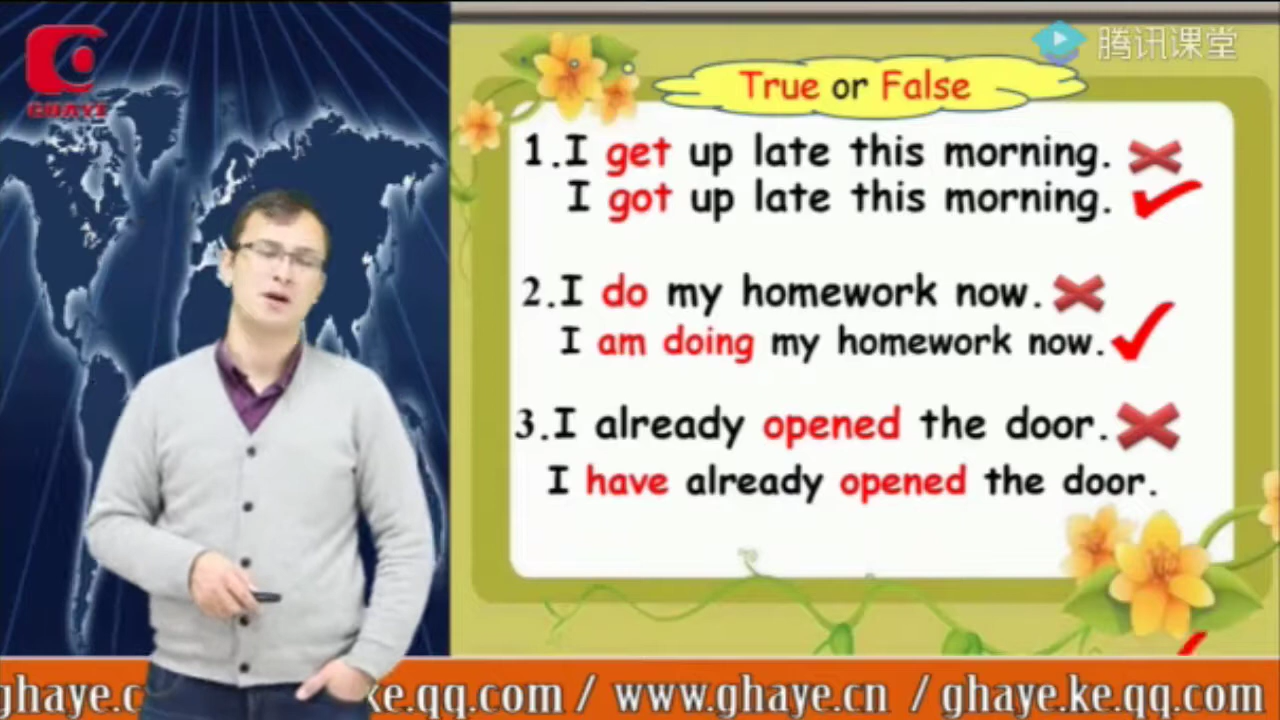 GHAYE
腾讯课堂
True or False
1.I get up late this morning.
I got up late this morning.
2.I do my homework now.
I am doing my homework now.
3.I already opened the door.
I have already opened the door.
ghaye.c
ke.qq.com / www.ghaye.cn / ghaye.ke.qq.com